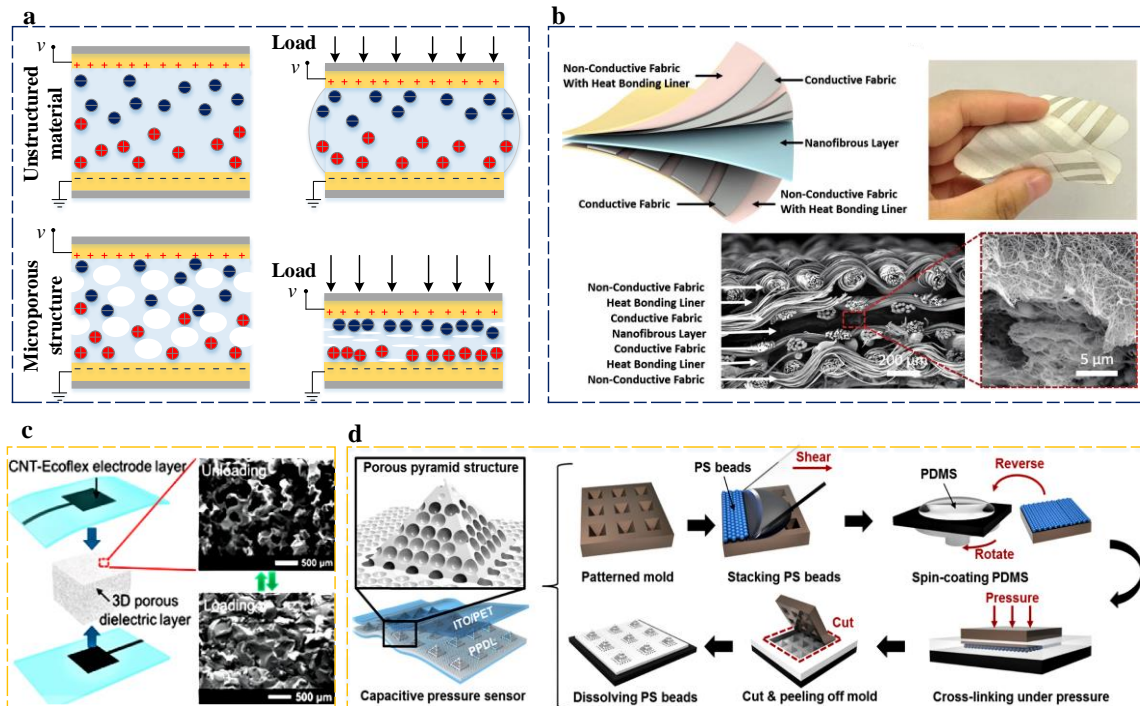 a
v
Unstructured
material
Load
v
v
Microporous
structure
Load
v
b
Non-Conductive Fabric
With Heat Bonding Liner
Conductive Fabric
Nanofibrous Layer
Conductive Fabric
Non-Conductive Fabric
With Heat Bonding Liner
Non-Conductive Fabric
Heat Bonding Liner
Conductive Fabric
Nanofibrous Layer
Conductive Fabric
Heat Bonding Liner
Non-Conductive Fabric
200 μm
5 μm
c
CNT-Ecoflex electrode layer
3D porous
dielectric layer
Unloading
500 μm
Loading
500 μm
d
Porous pyramid structure
ITO/PET
PPDL
Capacitive pressure sensor
Patterned mold
PS beads
Shear
Stacking PS beads
PDMS
Reverse
Rotate
Spin-coating PDMS
Pressure
Cross-linking under pressure
Cut
Cut & peeling off mold
Dissolving PS beads